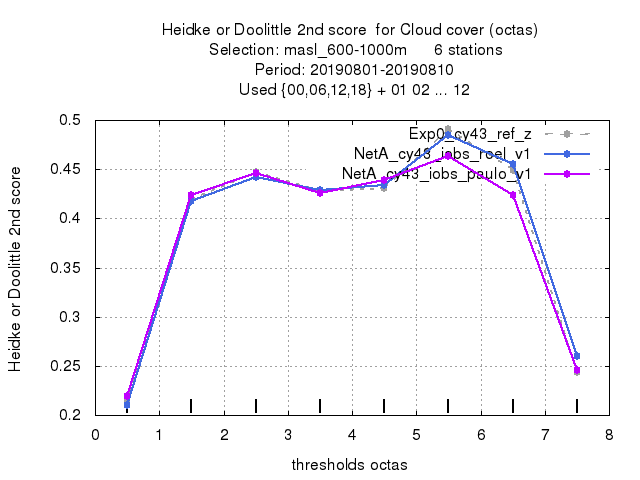 Heidke or Doolittle 2nd score  for Cloud cover (octas)
Selection: masl_600-1000m      6 stations
Period: 20190801-20190810
Used {00,06,12,18} + 01 02 ... 12
Heidke or Doolittle 2nd score
0.5
0.45
0.4
0.35
0.3
0.25
0.2
Exp0_cy43_ref_z
NetA_cy43_iobs_roel_v1
NetA_cy43_iobs_paulo_v1
0 1 2 3 4 5 6 7 8
thresholds octas